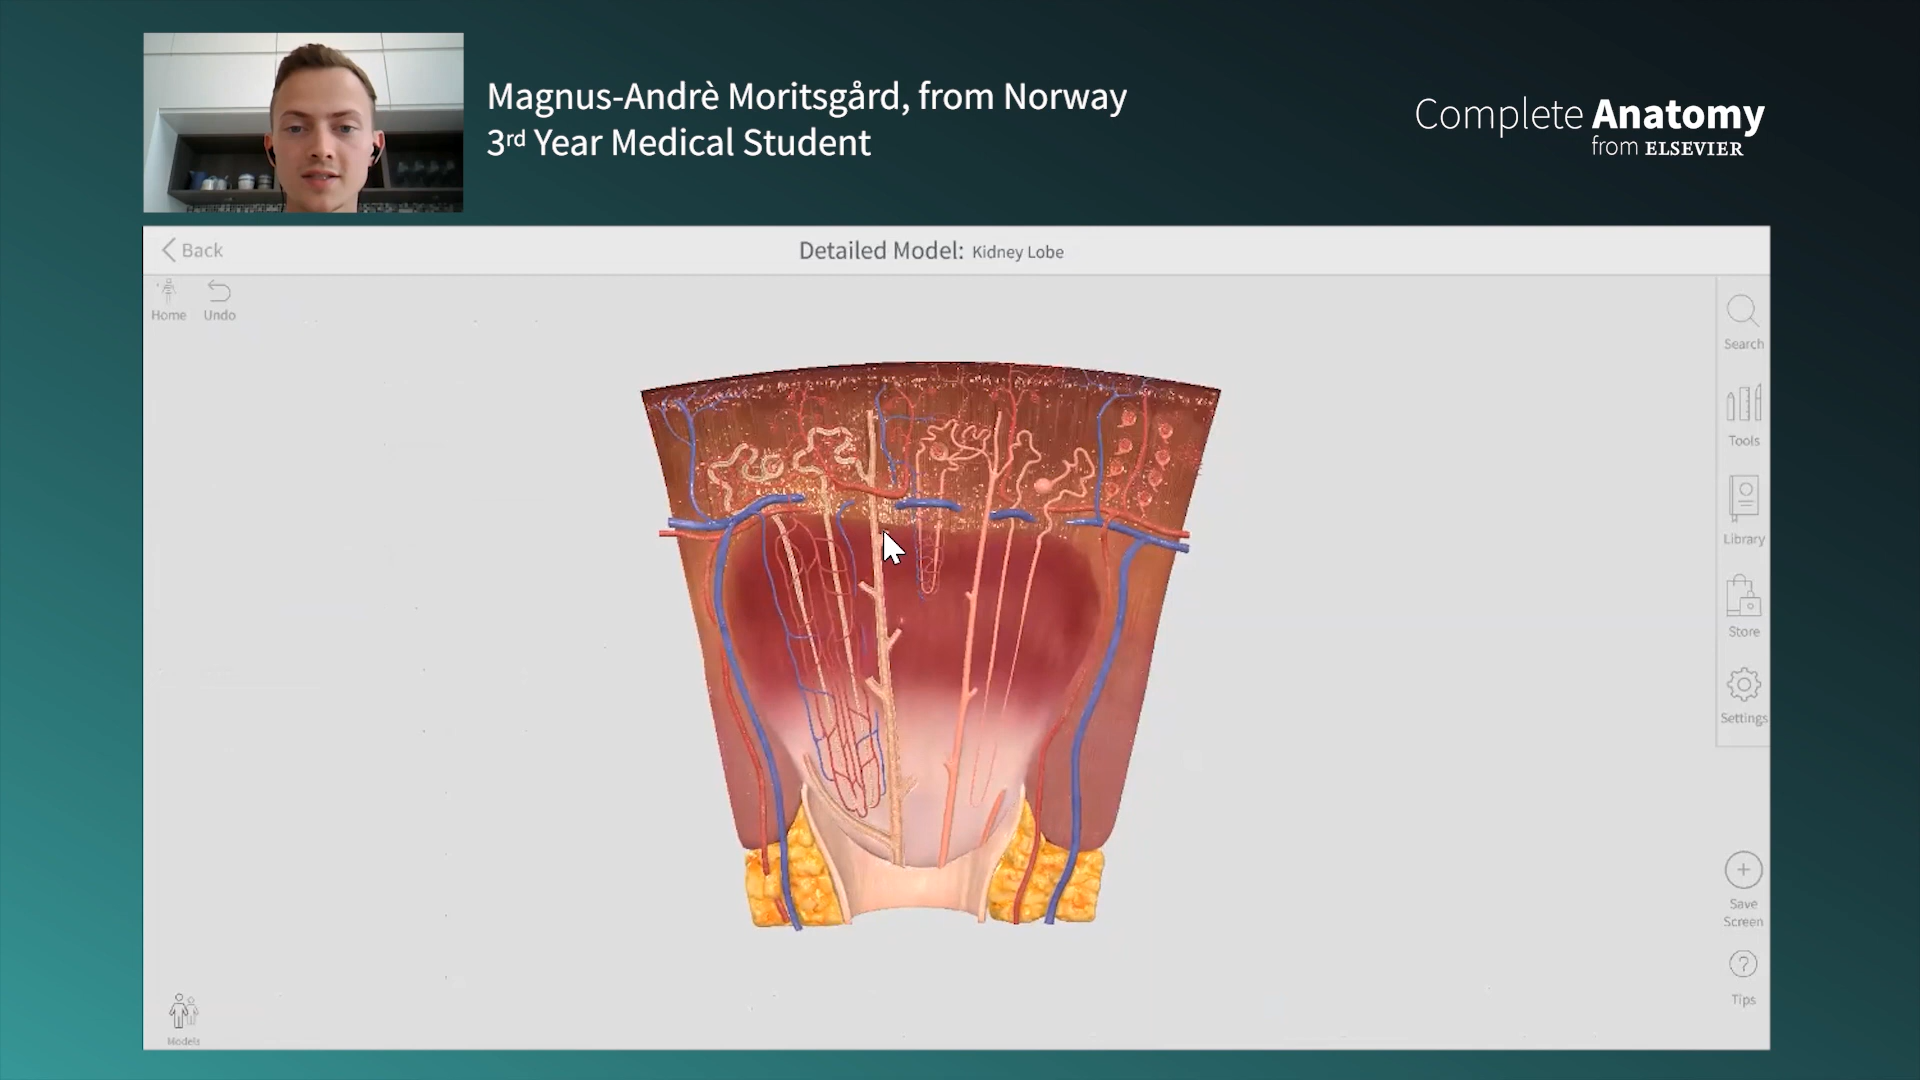 Magnus-Andrè Moritsgård, from Norway
3rd Year Medical Student
Complete Anatomy
from ELSEVIER
Back
Detailed Model: Kidney Lobe
Home
Undo
Search
Tools
Library
Store
Settings
Save
Screen
Tips
Models